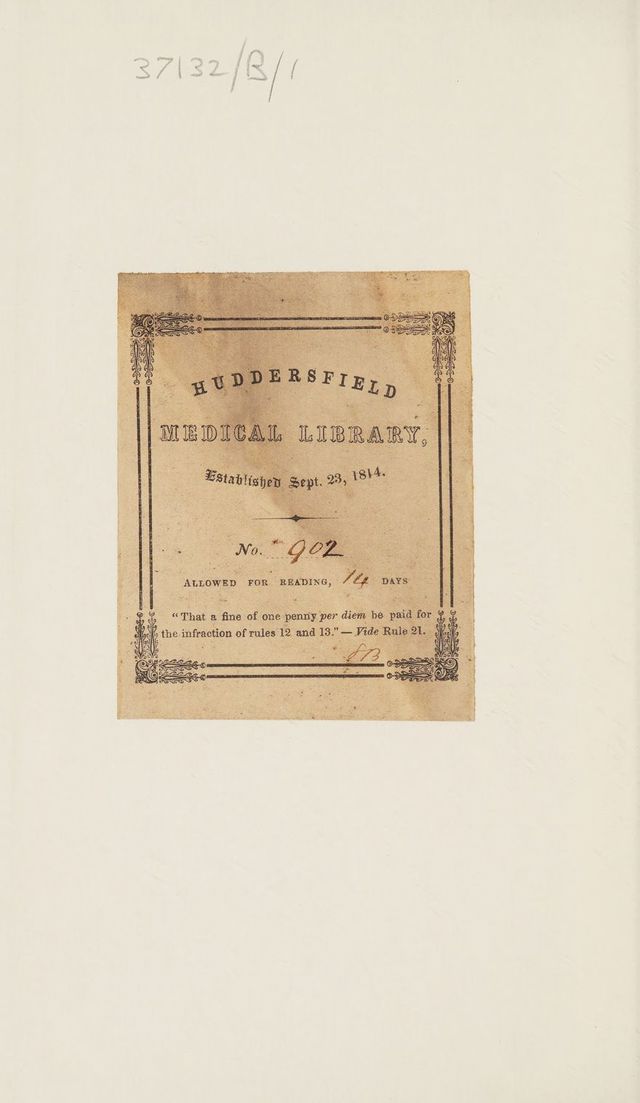 37132/B/1
HUDDERSFIELD
MEDICAL LIBRARY,
Established Sept. 23, 1814.
No. 902
ALLOWED FOR READING, 14 DAYS
"That a fine of one penny per diem be paid for
the infraction of rules 12 and 13."—Vide Rule 21.
8B